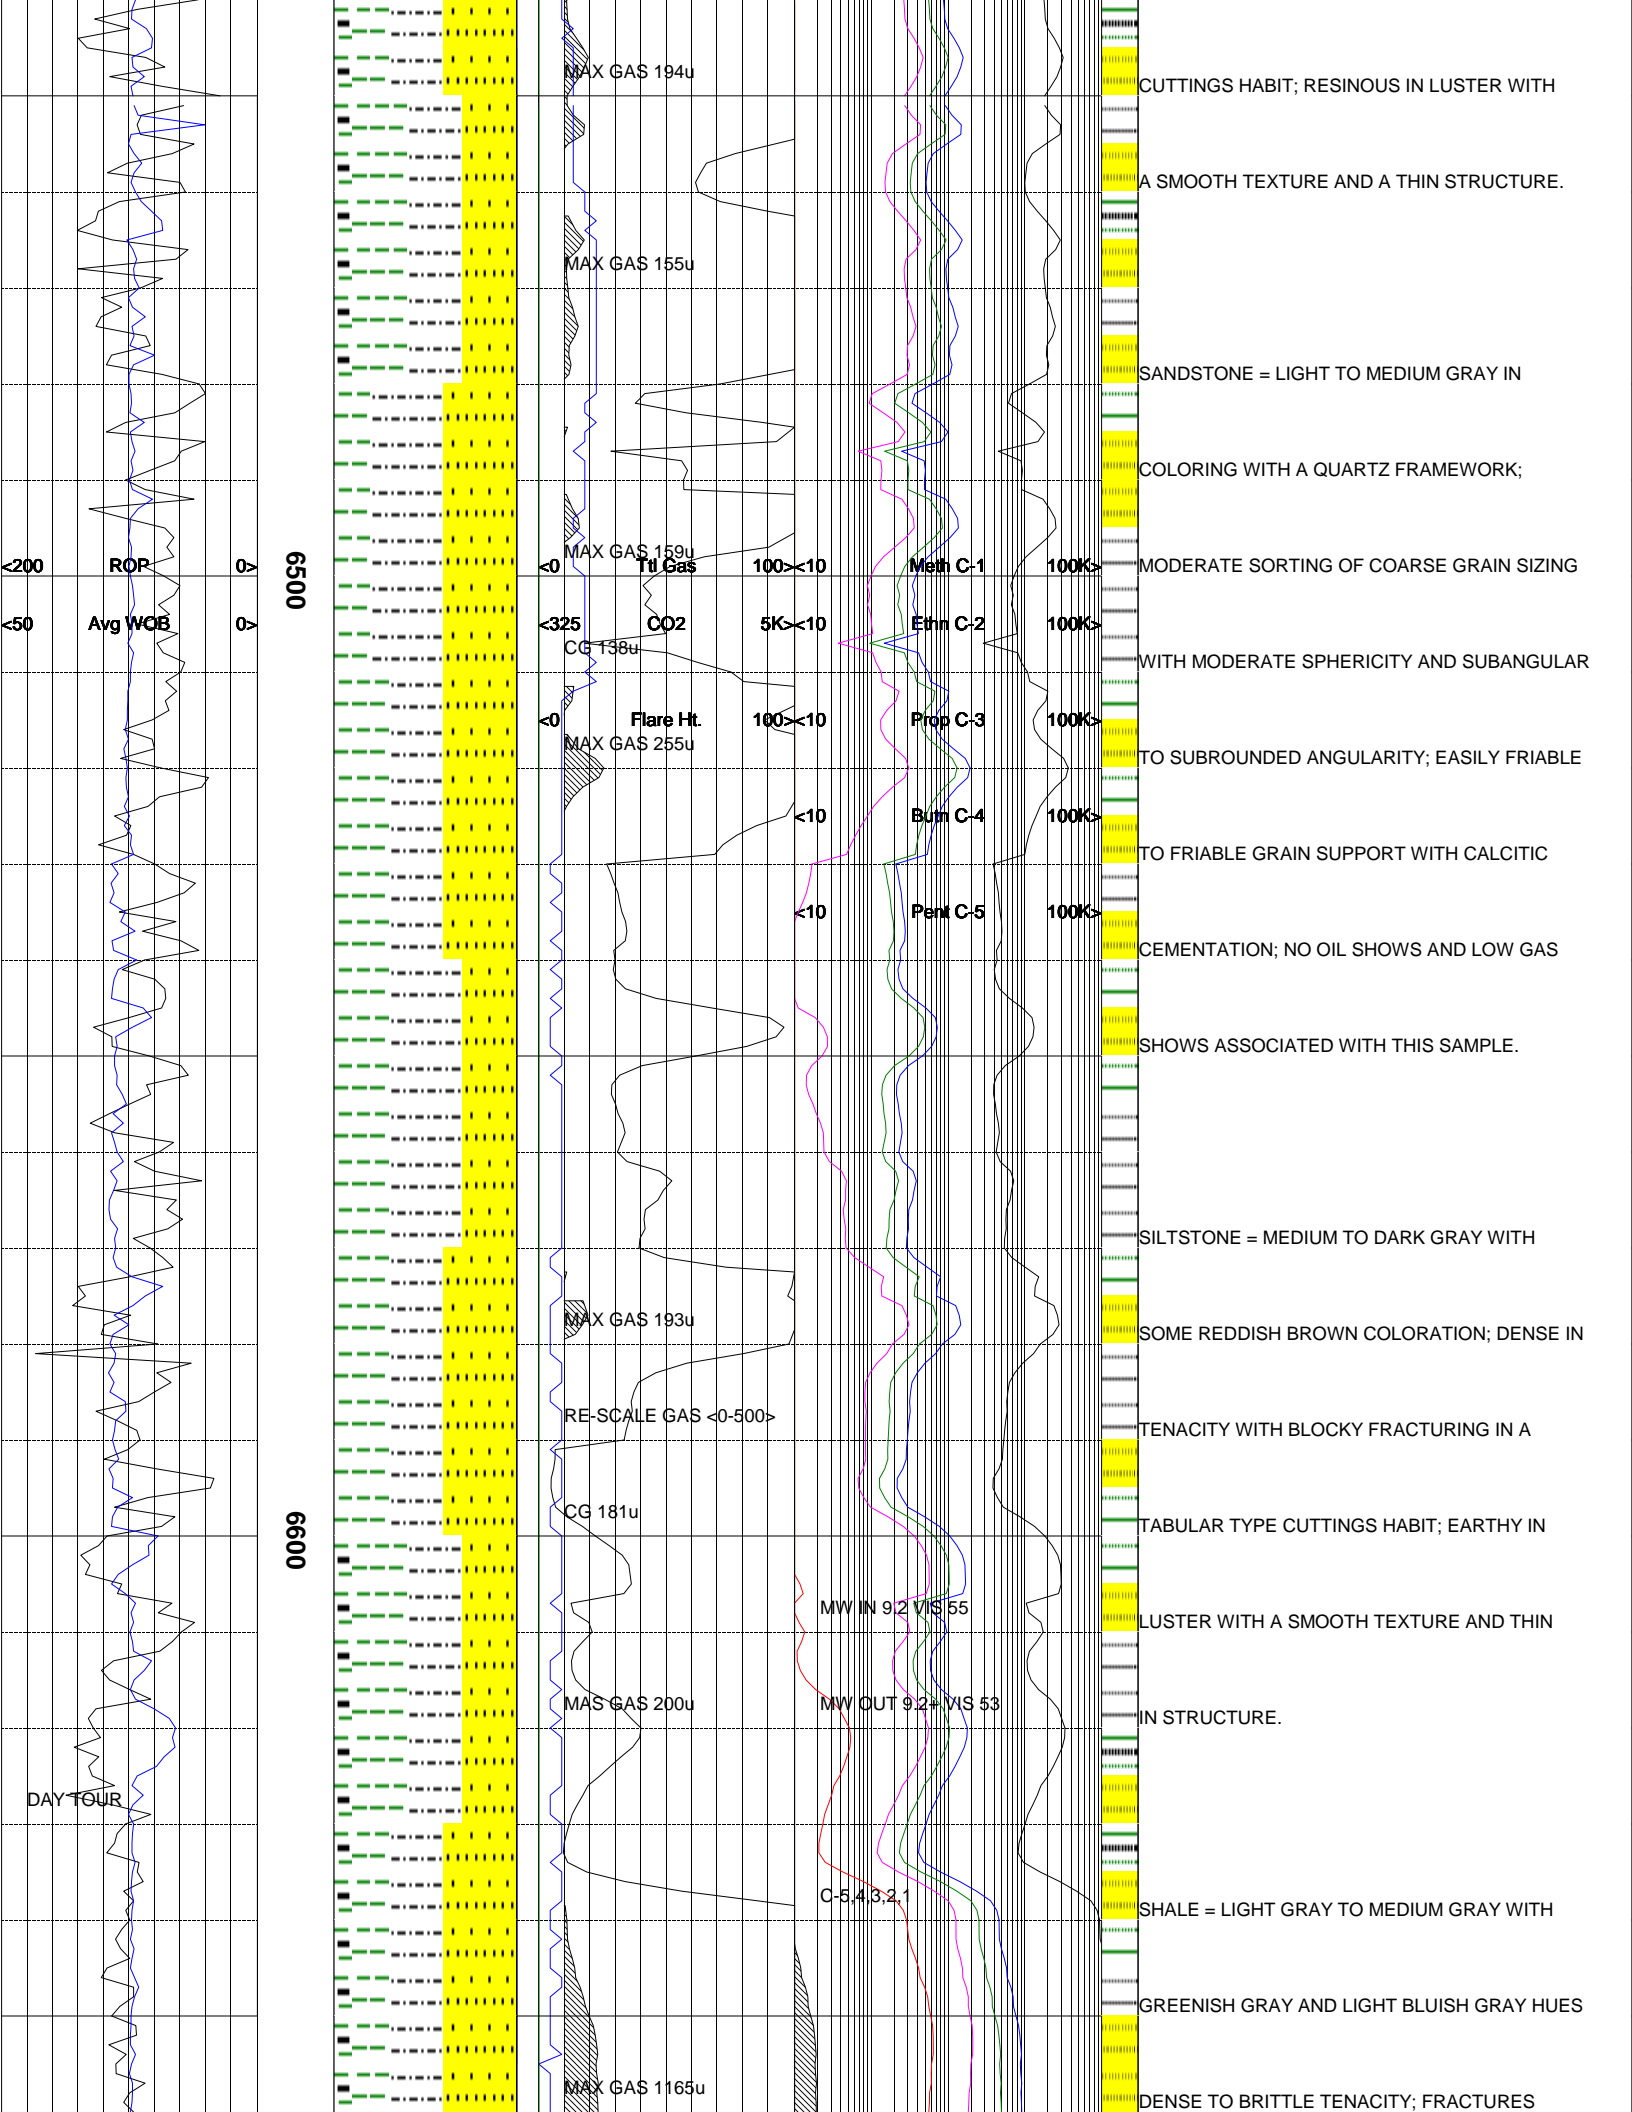 MAX GAS 194u
CUTTINGS HABIT; RESINOUS IN LUSTER WITH
A SMOOTH TEXTURE AND A THIN STRUCTURE.
MAX GAS 155u
SANDSTONE = LIGHT TO MEDIUM GRAY IN
COLORING WITH A QUARTZ FRAMEWORK;
MAX GAS 159u
<200 ROP 0>
6500
<0 Ttl Gas 100>
<10 Meth C-1 100K>
MODERATE SORTING OF COARSE GRAIN SIZING
<50 Avg WOB 0>
<325 CO2 5K>
<10 Ethn C-2 100K>
CG 138u
WITH MODERATE SPHERICITY AND SUBANGULAR
<0 Flare Ht. 100>
<10 Prop C-3 100K>
MAX GAS 255u
TO SUBROUNDED ANGULARITY; EASILY FRIABLE
<10 Butn C-4 100K>
TO FRIABLE GRAIN SUPPORT WITH CALCITIC
<10 Pent C-5 100K>
CEMENTATION; NO OIL SHOWS AND LOW GAS
SHOWS ASSOCIATED WITH THIS SAMPLE.
SILTSTONE = MEDIUM TO DARK GRAY WITH
MAX GAS 193u
SOME REDDISH BROWN COLORATION; DENSE IN
RE-SCALE GAS <0-500>
TENACITY WITH BLOCKY FRACTURING IN A
CG 181u
6600
TABULAR TYPE CUTTINGS HABIT; EARTHY IN
MW IN 9.2 VIS 55
LUSTER WITH A SMOOTH TEXTURE AND THIN
MAS GAS 200u
MW OUT 9.2+ VIS 53
IN STRUCTURE.
DAY TOUR
C-5,4,3,2,1
SHALE = LIGHT GRAY TO MEDIUM GRAY WITH
GREENISH GRAY AND LIGHT BLUISH GRAY HUES
MAX GAS 1165u
DENSE TO BRITTLE TENACITY; FRACTURES